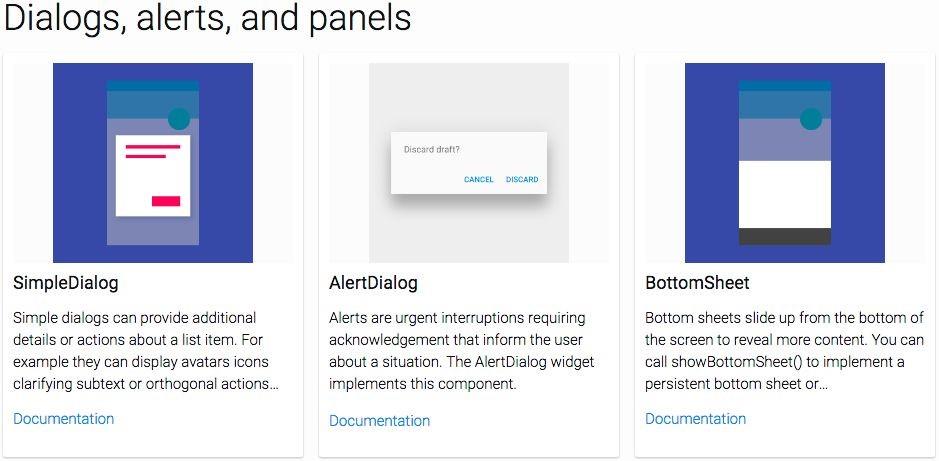 Dialogs, alerts, and panels
SimpleDialog
Simple dialogs can provide additional
details or actions about a list item. For
example they can display avatars icons
clarifying subtext or orthogonal actions...
Documentation
Discard draft?
CANCEL DISCARD
AlertDialog
Alerts are urgent interruptions requiring
acknowledgement that inform the user
about a situation. The AlertDialog widget
implements this component.
Documentation
BottomSheet
Bottom sheets slide up from the bottom of
the screen to reveal more content. You can
call showBottomSheet() to implement a
persistent bottom sheet or...
Documentation